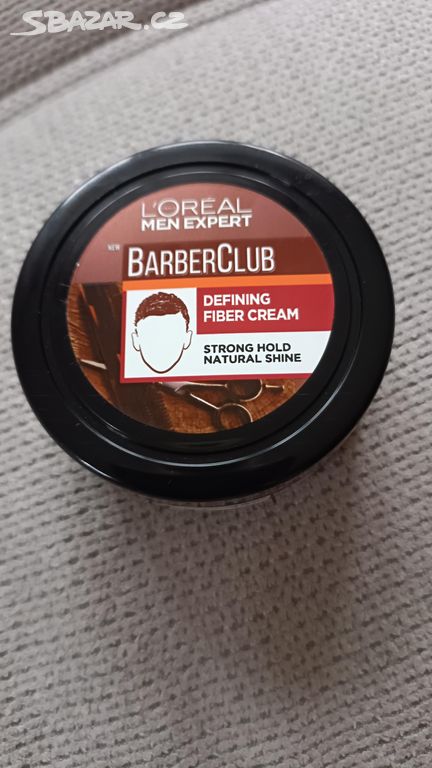 SBAZAR.CZ
L'ORÉAL
MEN EXPERT
NEW
BARBERCLUB
DEFINING
FIBER CREAM
STRONG HOLD
NATURAL SHINE